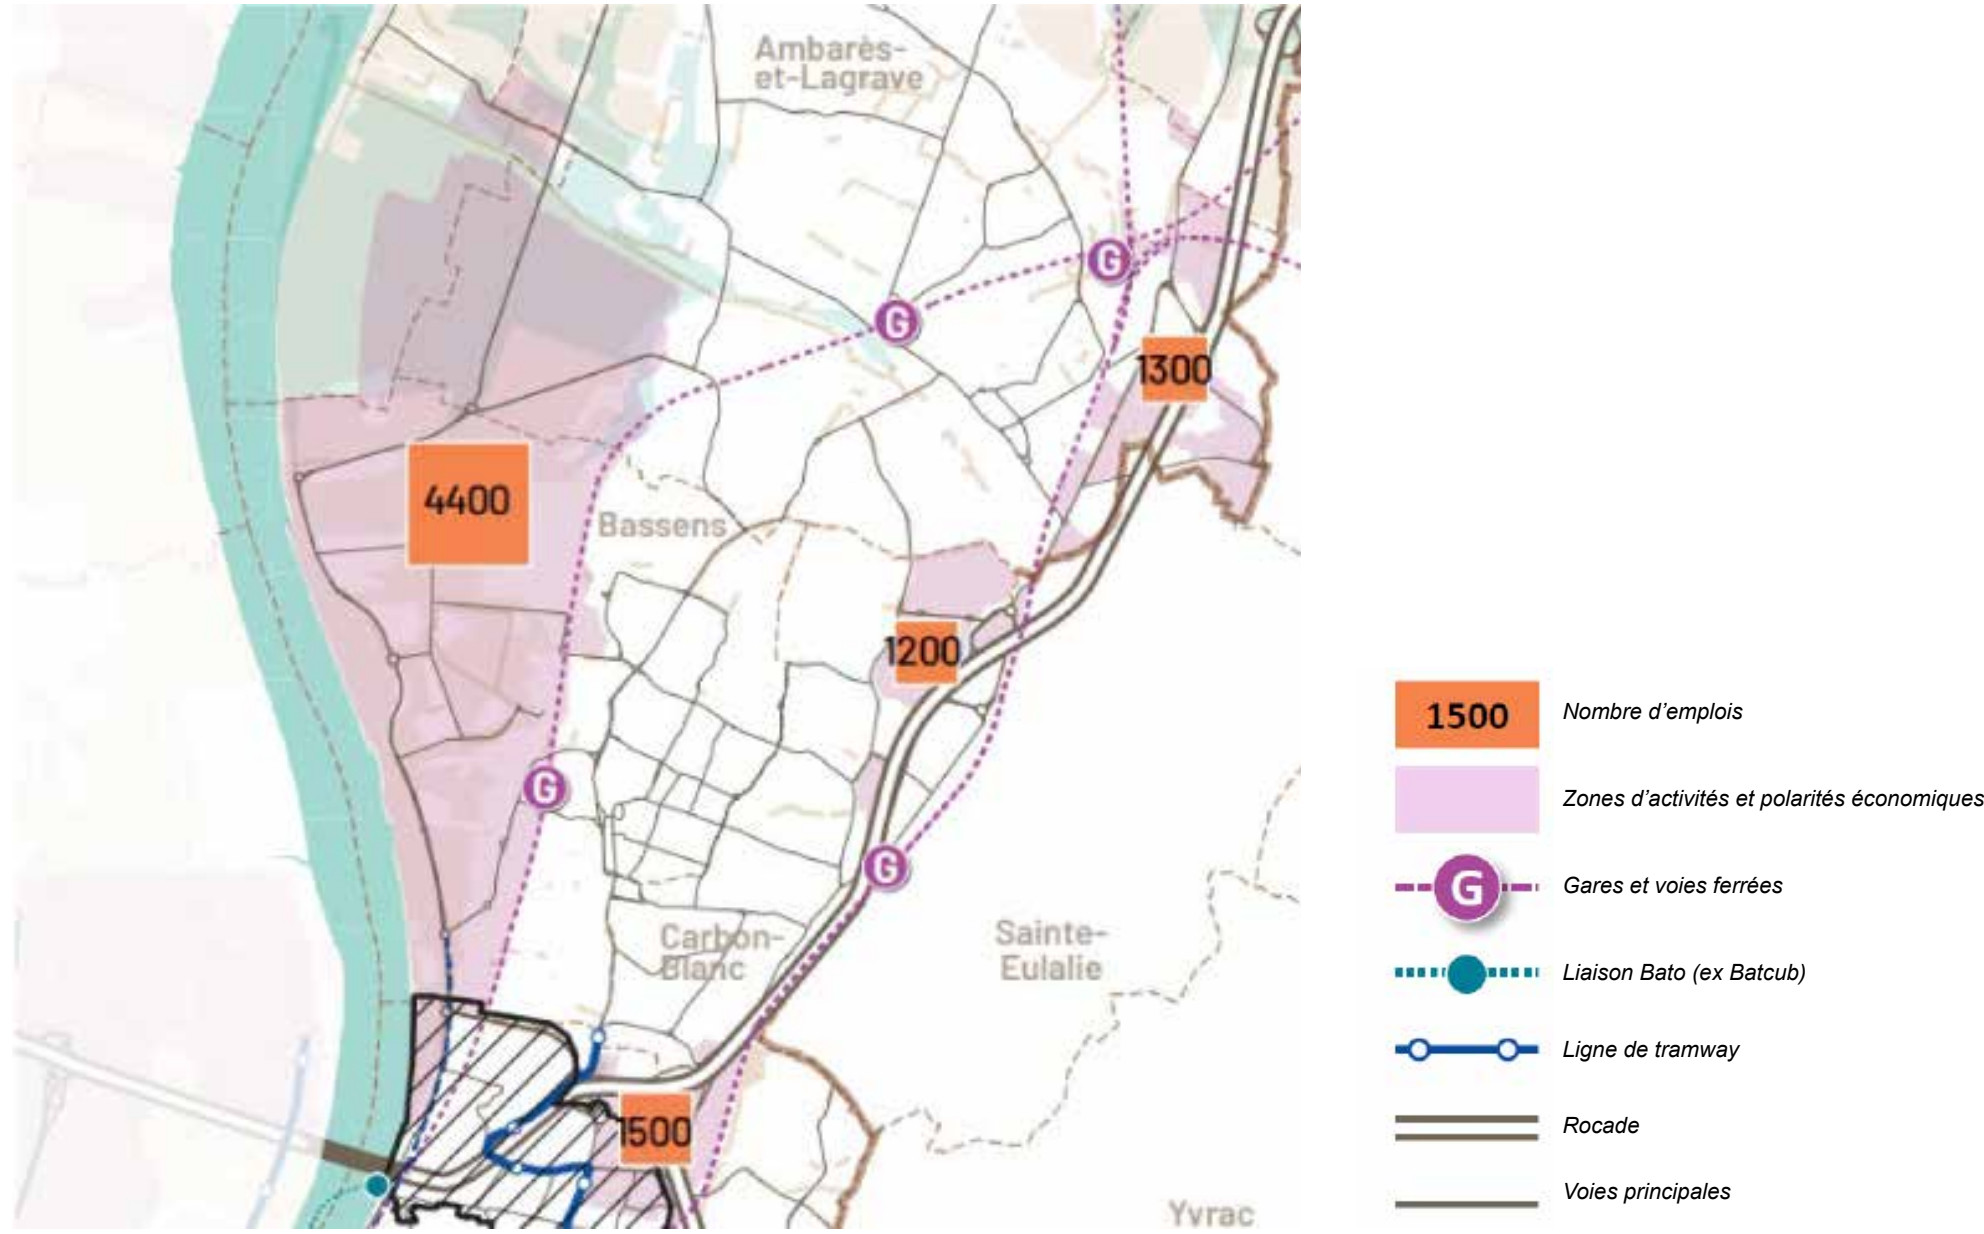 Ambarès-
et-Lagrave
G
G
1300
4400
Bassens
1200
G
G
Carbon-
Blanc
Sainte-
Eulalie
1500
Yvrac
1500 Nombre d’emplois
Zones d’activités et polarités économiques
G Gares et voies ferrées
Liaison Bato (ex Batcub)
Ligne de tramway
Rocade
Voies principales